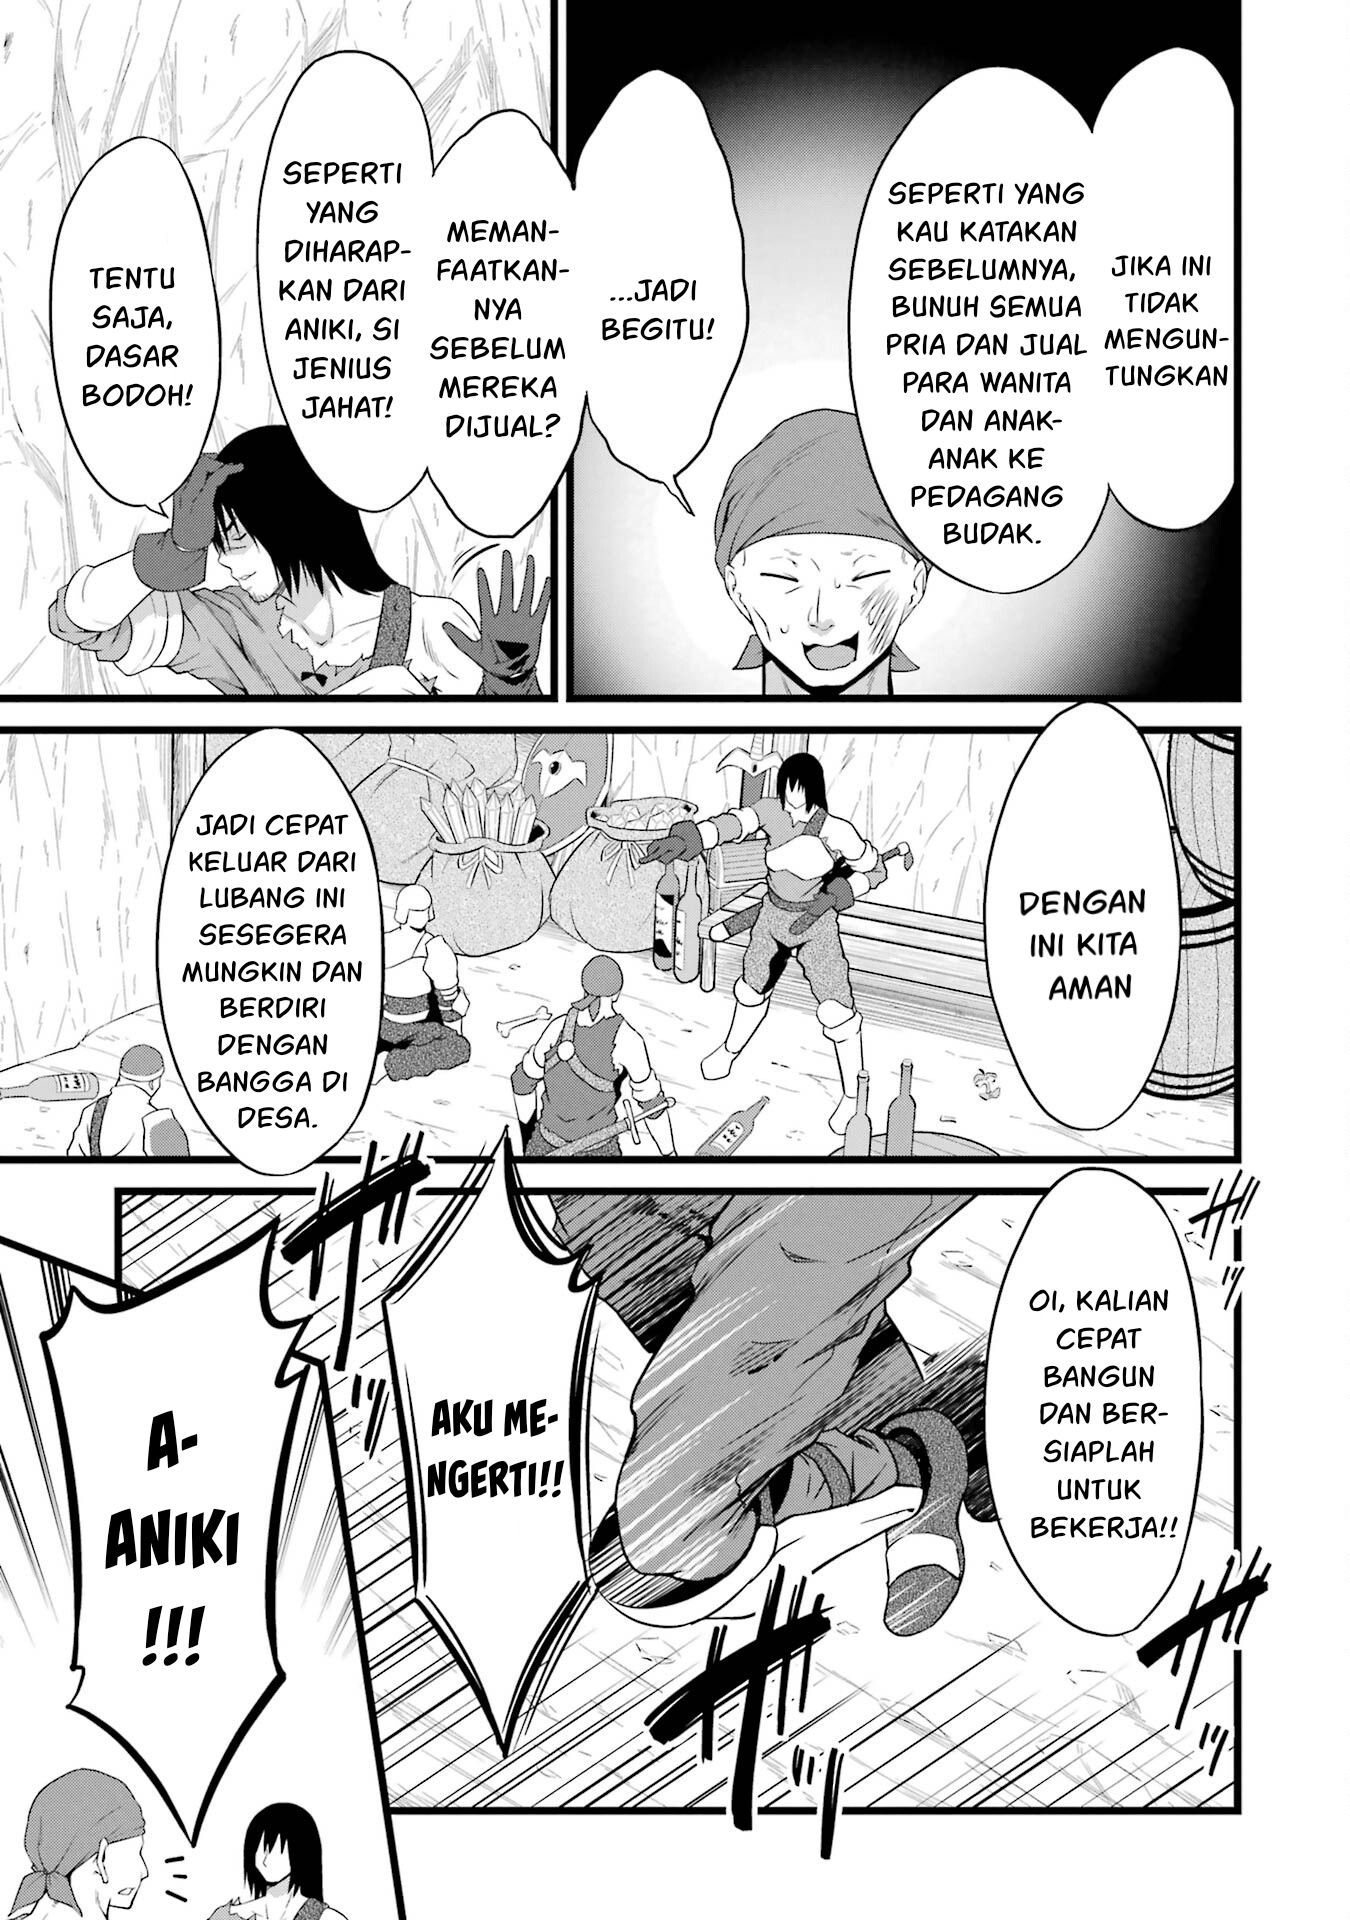 JIKA INI
TIDAK
MENGUN-
TUNGKAN
SEPERTI YANG
KAU KATAKAN
SEBELUMNYA,
BUNUH SEMUA
PRIA DAN JUAL
PARA WANITA
DAN ANAK-
ANAK KE
PEDAGANG
BUDAK.
...JADI
BEGITU!
MEMAN-
FAATKAN-
NYA
SEBELUM
MEREKA
DIJUAL?
SEPERTI
YANG
DIHARAP-
KAN DARI
ANIKI, SI
JENIUS
JAHAT!
TENTU
SAJA,
DASAR
BODOH!
DENGAN
INI KITA
AMAN
JADI CEPAT
KELUAR DARI
LUBANG INI
SESEGERA
MUNGKIN DAN
BERDIRI
DENGAN
BANGGA DI
DESA.
OI, KALIAN
CEPAT
BANGUN
DAN BER-
SIAPLAH
UNTUK
BEKERJA!!
AKU ME-
NGERTI!!
A-
ANIKI
!!!